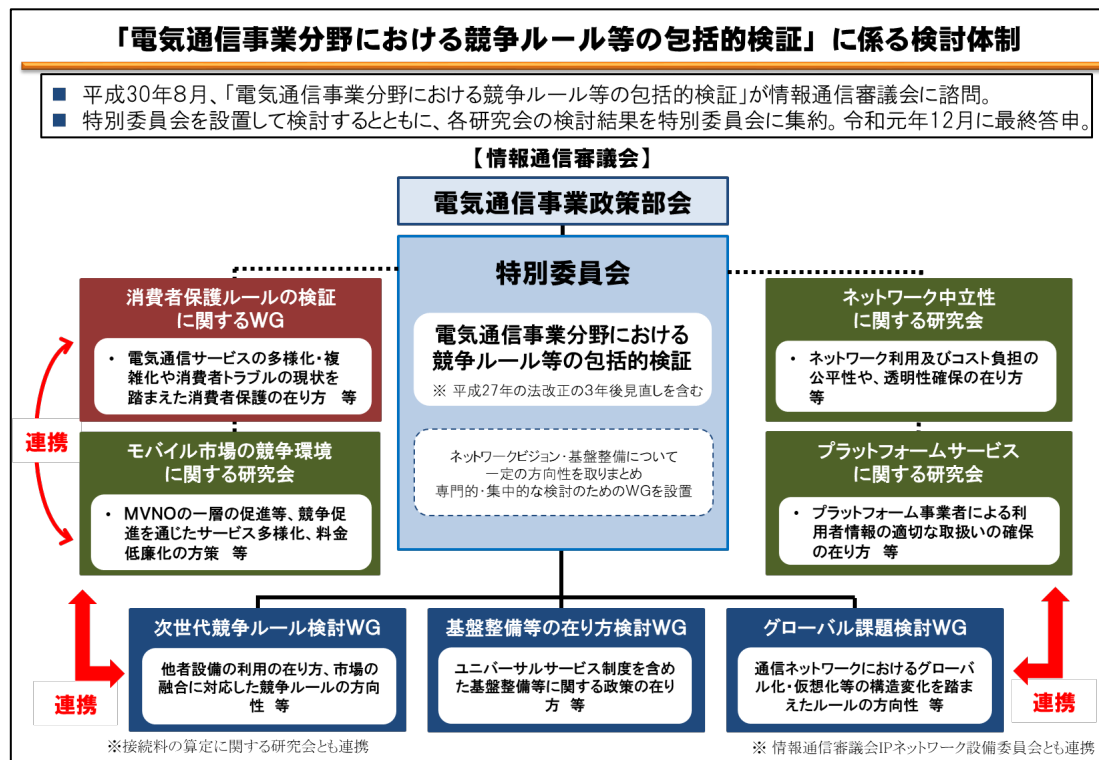 「電気通信事業分野における競争ルール等の包括的検証」に係る検討体制
■ 平成30年8月、「電気通信事業分野における競争ルール等の包括的検証」が情報通信審議会に諮問。
■ 特別委員会を設置して検討するとともに、各研究会の検討結果を特別委員会に集約。令和元年12月に最終答申。
【情報通信審議会】
電気通信事業政策部会
特別委員会
電気通信事業分野における
競争ルール等の包括的検証
※ 平成27年の法改正の3年後見直しを含む
ネットワークビジョン・基盤整備について
一定の方向性を取りまとめ
専門的・集中的な検討のためのWGを設置
消費者保護ルールの検証
に関するWG
・ 電気通信サービスの多様化・複
雑化や消費者トラブルの現状を
踏まえた消費者保護の在り方 等
連携
モバイル市場の競争環境
に関する研究会
・ MVNOの一層の促進等、競争促
進を通じたサービス多様化、料金
低廉化の方策 等
ネットワーク中立性
に関する研究会
・ ネットワーク利用及びコスト負担の
公平性や、透明性確保の在り方
等
プラットフォームサービス
に関する研究会
・ プラットフォーム事業者による利
用者情報の適切な取扱いの確保
の在り方 等
連携
次世代競争ルール検討WG
他者設備の利用の在り方、市場の
融合に対応した競争ルールの方向
性 等
基盤整備等の在り方検討WG
ユニバーサルサービス制度を含め
た基盤整備等に関する政策の在り
方 等
グローバル課題検討WG
通信ネットワークにおけるグローバ
ル化・仮想化等の構造変化を踏ま
えたルールの方向性 等
連携
※接続料の算定に関する研究会とも連携
※ 情報通信審議会IPネットワーク設備委員会とも連携